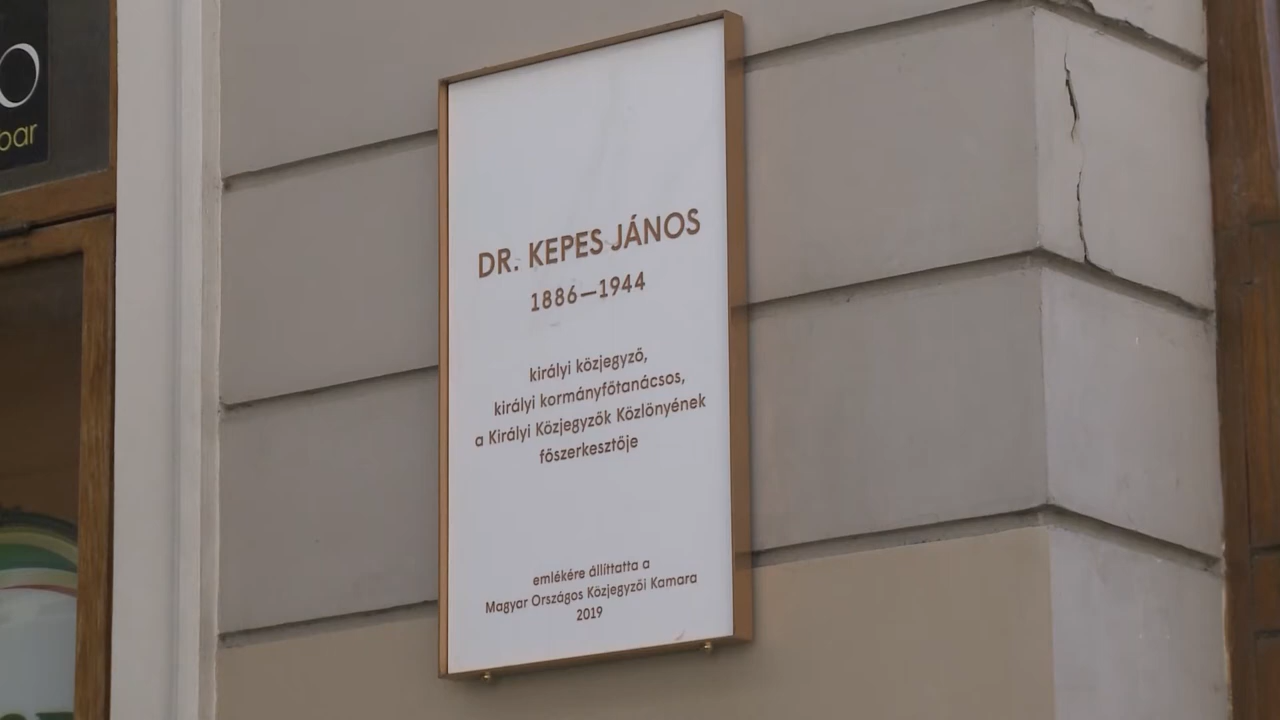 bar
DR. KEPES JÁNOS
1886—1944
királyi közjegyző,
királyi kormányfőtanácsos,
a Királyi Közjegyzők Közlönyének
főszerkesztője
emlékére állíttatta a
Magyar Országos Közjegyzői Kamara
2019